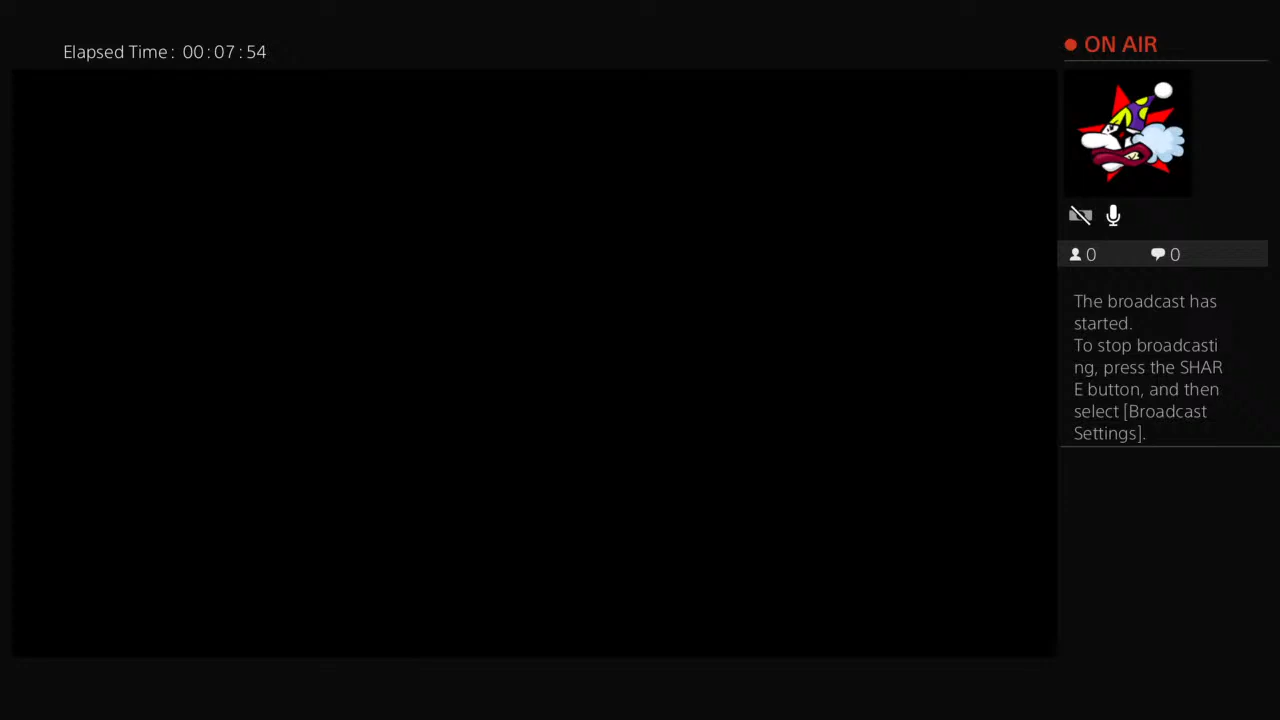 Elapsed Time: 00:07:54
ON AIR
0 0
The broadcast has
started.
To stop broadcasti
ng, press the SHAR
E button, and then
select [Broadcast
Settings].